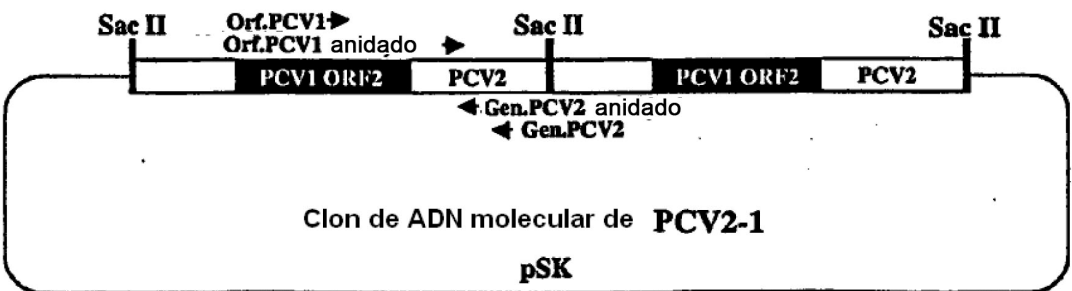 Sac II Orf.PCV1 Sac II Sac II
Orf.PCV1 anidado
PCV1 ORF2 PCV2 PCV1 ORF2 PCV2
Gen.PCV2 anidado
Gen.PCV2
Clon de ADN molecular de PCV2-1
pSK